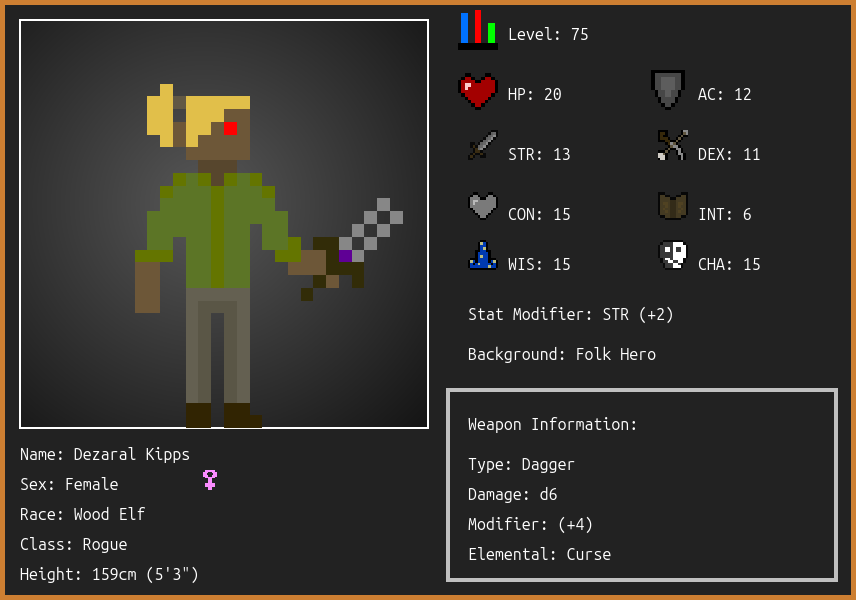 Level: 75
HP: 20
AC: 12
STR: 13
DEX: 11
CON: 15
INT: 6
WIS: 15
CHA: 15
Stat Modifier: STR (+2)
Background: Folk Hero
Weapon Information:
Type: Dagger
Damage: d6
Modifier: (+4)
Elemental: Curse
Name: Dezaral Kipps
Sex: Female
Race: Wood Elf
Class: Rogue
Height: 159cm (5'3")